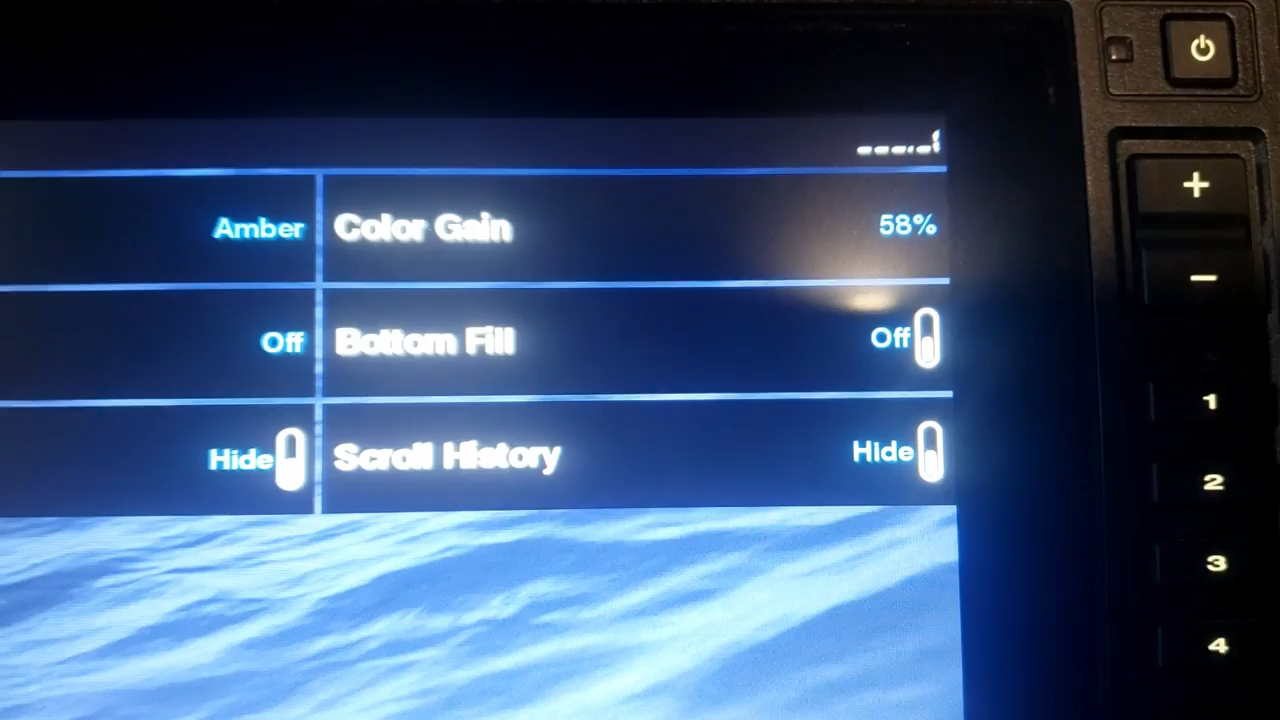 Amber Color Gain 58%
Off Bottom Fill Off
Hide Scroll History Hide
+
−
1
2
3
4